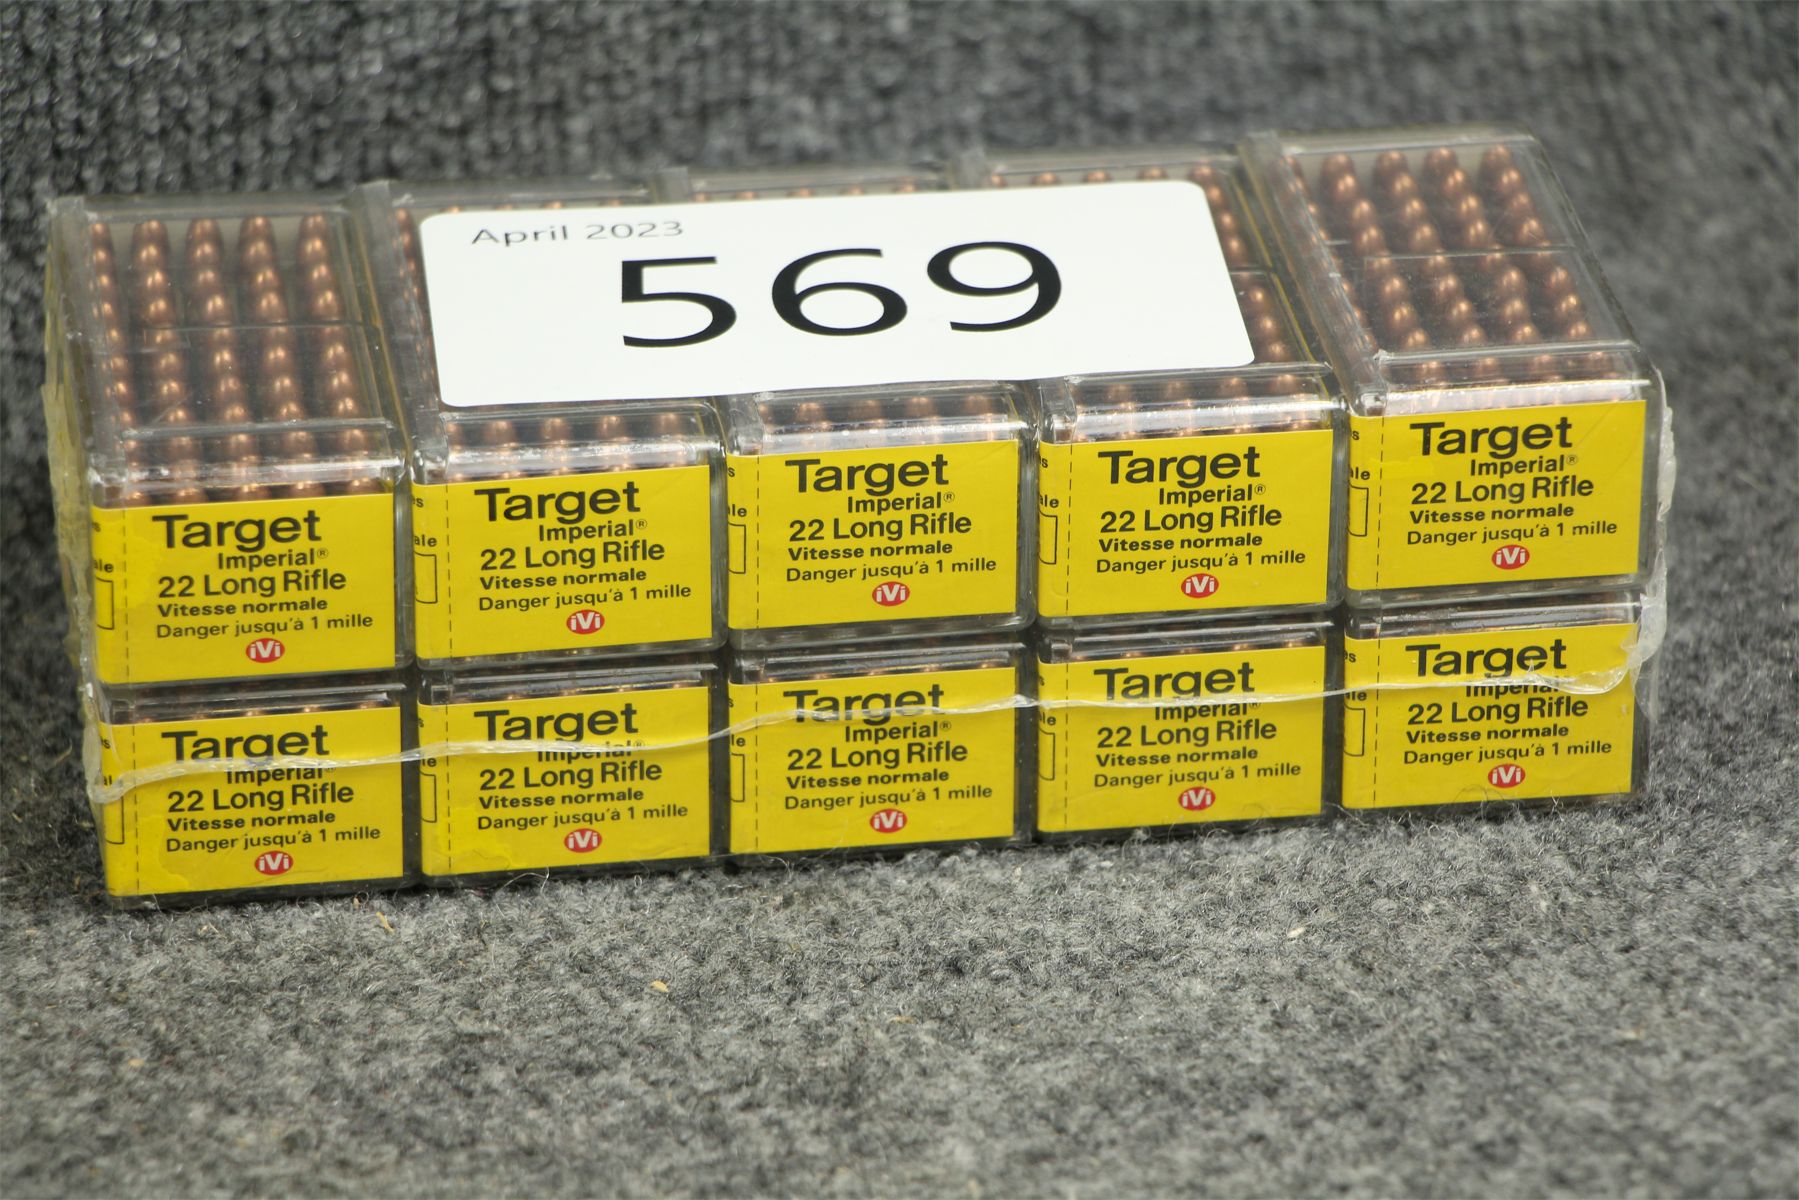 April 2023
569
Target
Imperial®
22 Long Rifle
Vitesse normale
Danger jusqu'à 1 mille
iVi
Target
Imperial®
22 Long Rifle
Vitesse normale
Danger jusqu'à 1 mille
iVi
Target
Imperial®
22 Long Rifle
Vitesse normale
Danger jusqu'à 1 mille
iVi
Target
Imperial®
22 Long Rifle
Vitesse normale
Danger jusqu'à 1 mille
iVi
Target
Imperial®
22 Long Rifle
Vitesse normale
Danger jusqu'à 1 mille
iVi
Target
Imperial®
22 Long Rifle
Vitesse normale
Danger jusqu'à 1 mille
iVi
Target
Imperial®
22 Long Rifle
Vitesse normale
Danger jusqu'à 1 mille
iVi
Target
Imperial®
22 Long Rifle
Vitesse normale
Danger jusqu'à 1 mille
iVi
Target
Imperial®
22 Long Rifle
Vitesse normale
Danger jusqu'à 1 mille
iVi
Target
Imperial
22 Long Rifle
Vitesse normale
Danger jusqu'à 1 mille
iVi